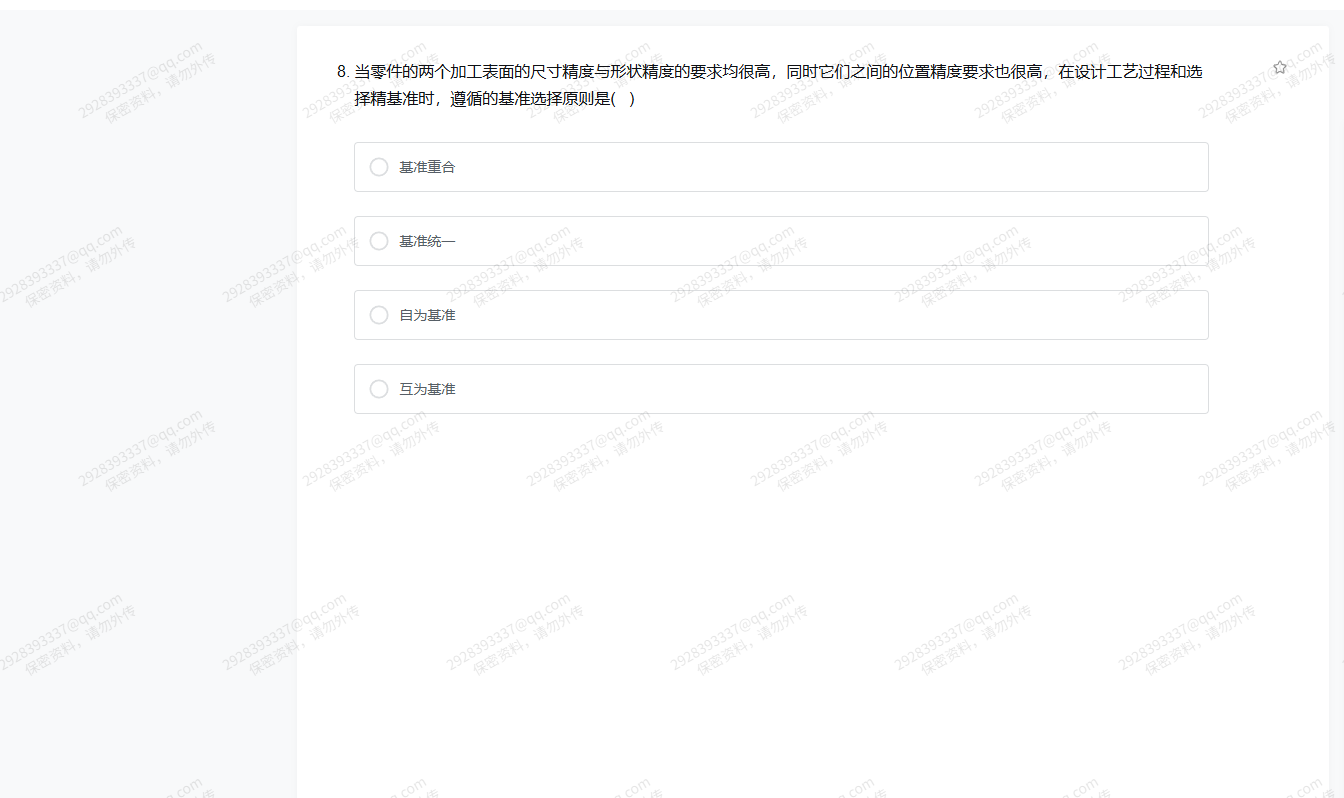 8. 当零件的两个加工表面的尺寸精度与形状精度的要求均很高，同时它们之间的位置精度要求也很高，在设计工艺过程和选
择精基准时，遵循的基准选择原则是( )
基准重合
基准统一
自为基准
互为基准
2928393337@qq.com
保密资料，请勿外传